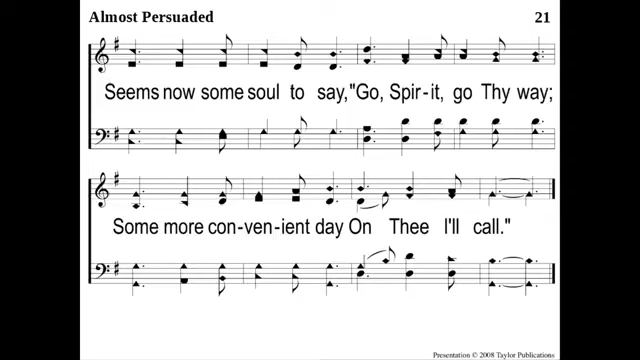 Almost Persuaded 21
Seems now some soul to say,"Go, Spir-it, go Thy way;
Some more con-ven-ient day On Thee I'll call."
Presentation © 2008 Taylor Publications